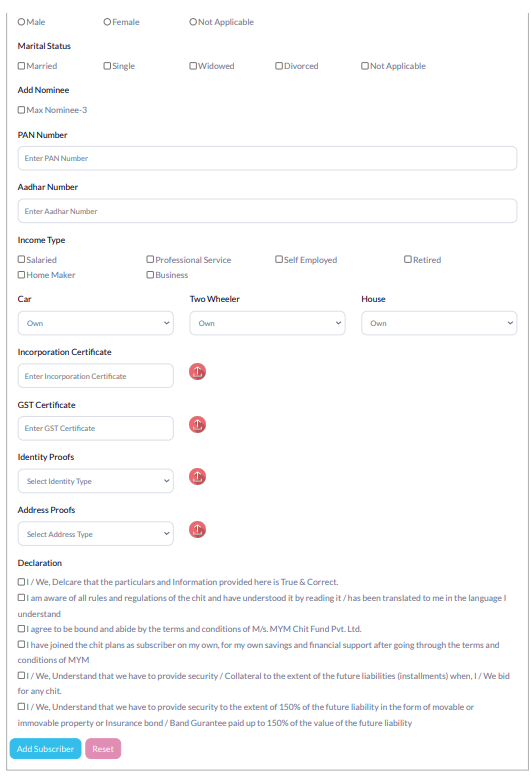 Male Female Not Applicable
Marital Status
Married Single Widowed Divorced Not Applicable
Add Nominee
Max Nominee-3
PAN Number
Enter PAN Number
Aadhar Number
Enter Aadhar Number
Income Type
Salaried Professional Service Self Employed Retired
Home Maker Business
Car Two Wheeler House
Own Own Own
Incorporation Certificate
Enter Incorporation Certificate
GST Certificate
Enter GST Certificate
Identity Proofs
Select Identity Type
Address Proofs
Select Address Type
Declaration
I / We, Delcare that the particulars and Information provided here is True & Correct.
I am aware of all rules and regulations of the chit and have understood it by reading it / has been translated to me in the language I
understand
I agree to be bound and abide by the terms and conditions of M/s. MYM Chit Fund Pvt. Ltd.
I have joined the chit plans as subscriber on my own, for my own savings and financial support after going through the terms and
conditions of MYM
I / We, Understand that we have to provide security / Collateral to the extent of the future liabilities (installments) when, I / We bid
for any chit.
I / We, Understand that we have to provide security to the extent of 150% of the future liability in the form of movable or
immovable property or Insurance bond / Band Gurantee paid up to 150% of the value of the future liability
Add Subscriber Reset